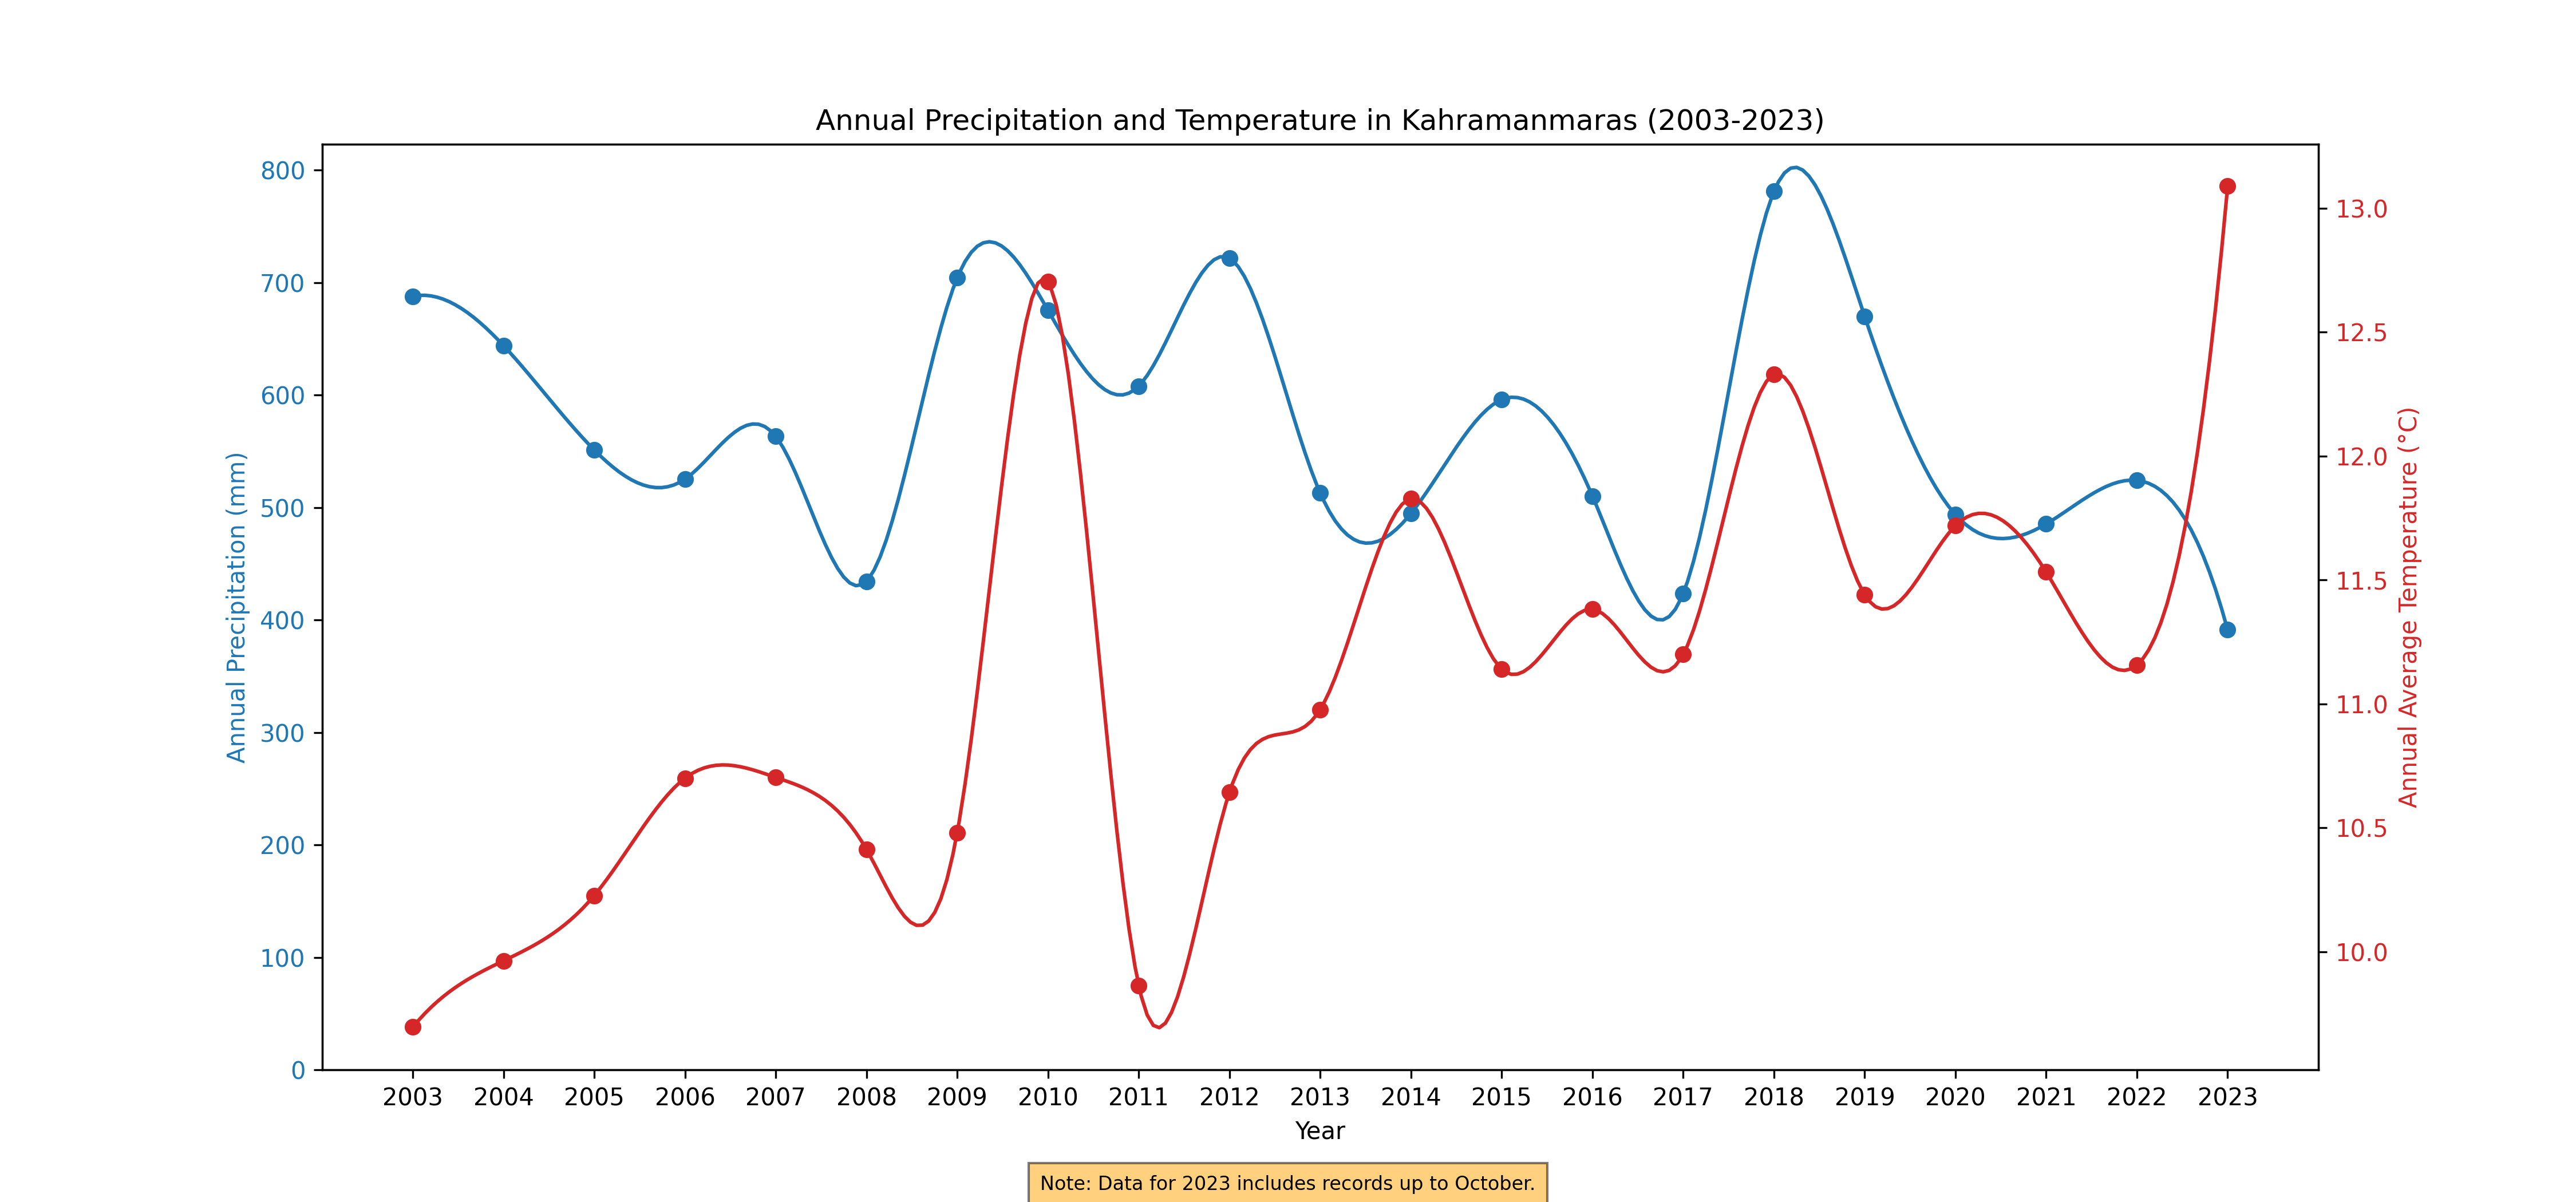 Annual Precipitation and Temperature in Kahramanmaras (2003-2023)
Annual Precipitation (mm)
800
700
600
500
400
300
200
100
0
13.0
12.5
12.0
11.5
11.0
10.5
10.0
Annual Average Temperature (°C)
2003 2004 2005 2006 2007 2008 2009 2010 2011 2012 2013 2014 2015 2016 2017 2018 2019 2020 2021 2022 2023
Year
Note: Data for 2023 includes records up to October.